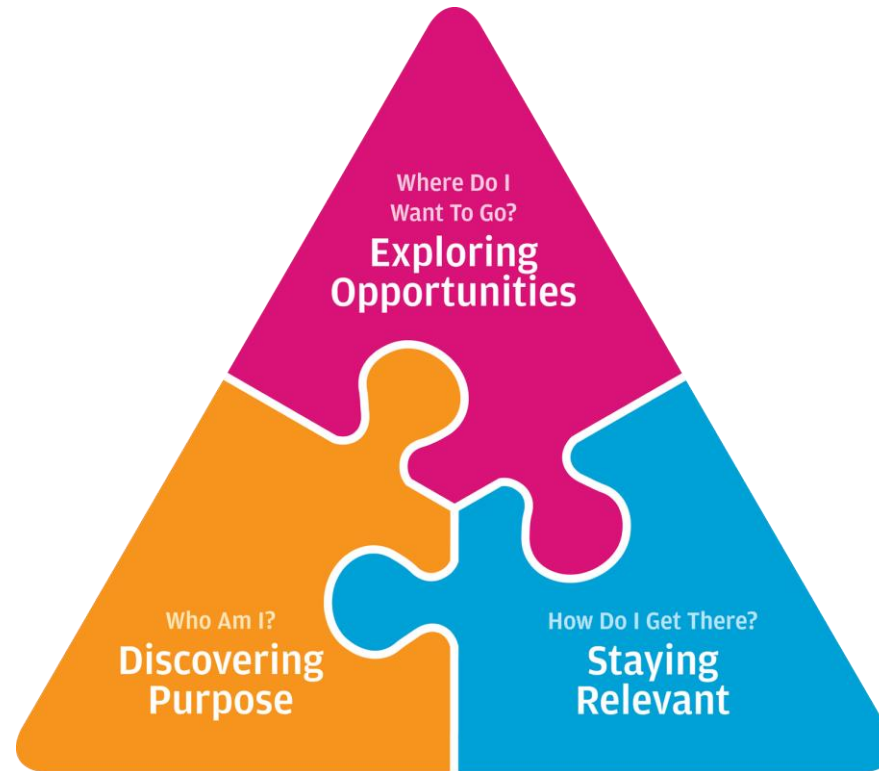 Where Do I
Want To Go?
Exploring
Opportunities
Who Am I?
Discovering
Purpose
How Do I Get There?
Staying
Relevant